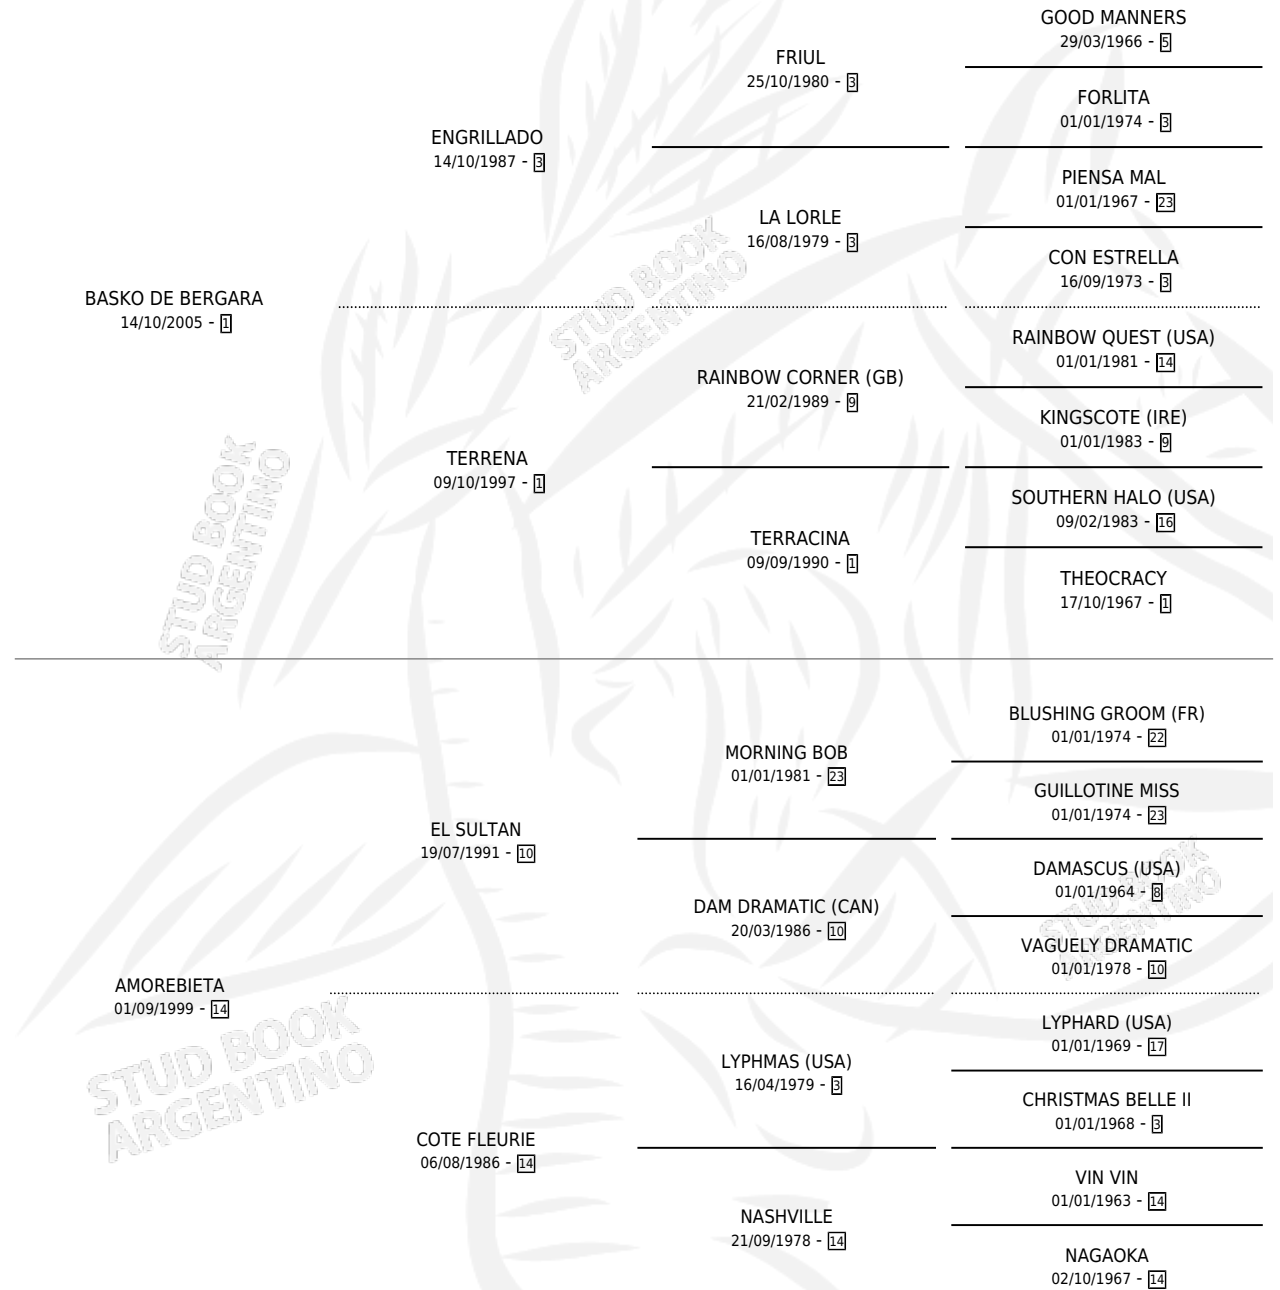 GOOD MANNERS
29/03/1966 - 5
FRIUL
25/10/1980 - 3
FORLITA
01/01/1974 - 3
ENGRILLADO
14/10/1987 - 3
PIENSA MAL
01/01/1967 - 23
LA LORLE
16/08/1979 - 3
CON ESTRELLA
16/09/1973 - 3
BASKO DE BERGARA
14/10/2005 - 1
STUD BOOK
ARGENTINO
RAINBOW QUEST (USA)
01/01/1981 - 14
RAINBOW CORNER (GB)
21/02/1989 - 9
KINGSCOTE (IRE)
01/01/1983 - 9
TERRENA
09/10/1997 - 1
SOUTHERN HALO (USA)
09/02/1983 - 16
TERRACINA
09/09/1990 - 1
THEOCRACY
17/10/1967 - 1
STUD BOOK
ARGENTINO
BLUSHING GROOM (FR)
01/01/1974 - 22
MORNING BOB
01/01/1981 - 23
GUILLOTINE MISS
01/01/1974 - 23
EL SULTAN
19/07/1991 - 10
DAMASCUS (USA)
01/01/1964 - 8
DAM DRAMATIC (CAN)
20/03/1986 - 10
VAGUELY DRAMATIC
01/01/1978 - 10
STUD BOOK
ARGENTINO
AMOREBIETA
01/09/1999 - 14
LYPHARD (USA)
01/01/1969 - 17
LYPHMAS (USA)
16/04/1979 - 3
CHRISTMAS BELLE II
01/01/1968 - 3
STUD BOOK
ARGENTINO
COTE FLEURIE
06/08/1986 - 14
VIN VIN
01/01/1963 - 14
NASHVILLE
21/09/1978 - 14
NAGAOKA
02/10/1967 - 14